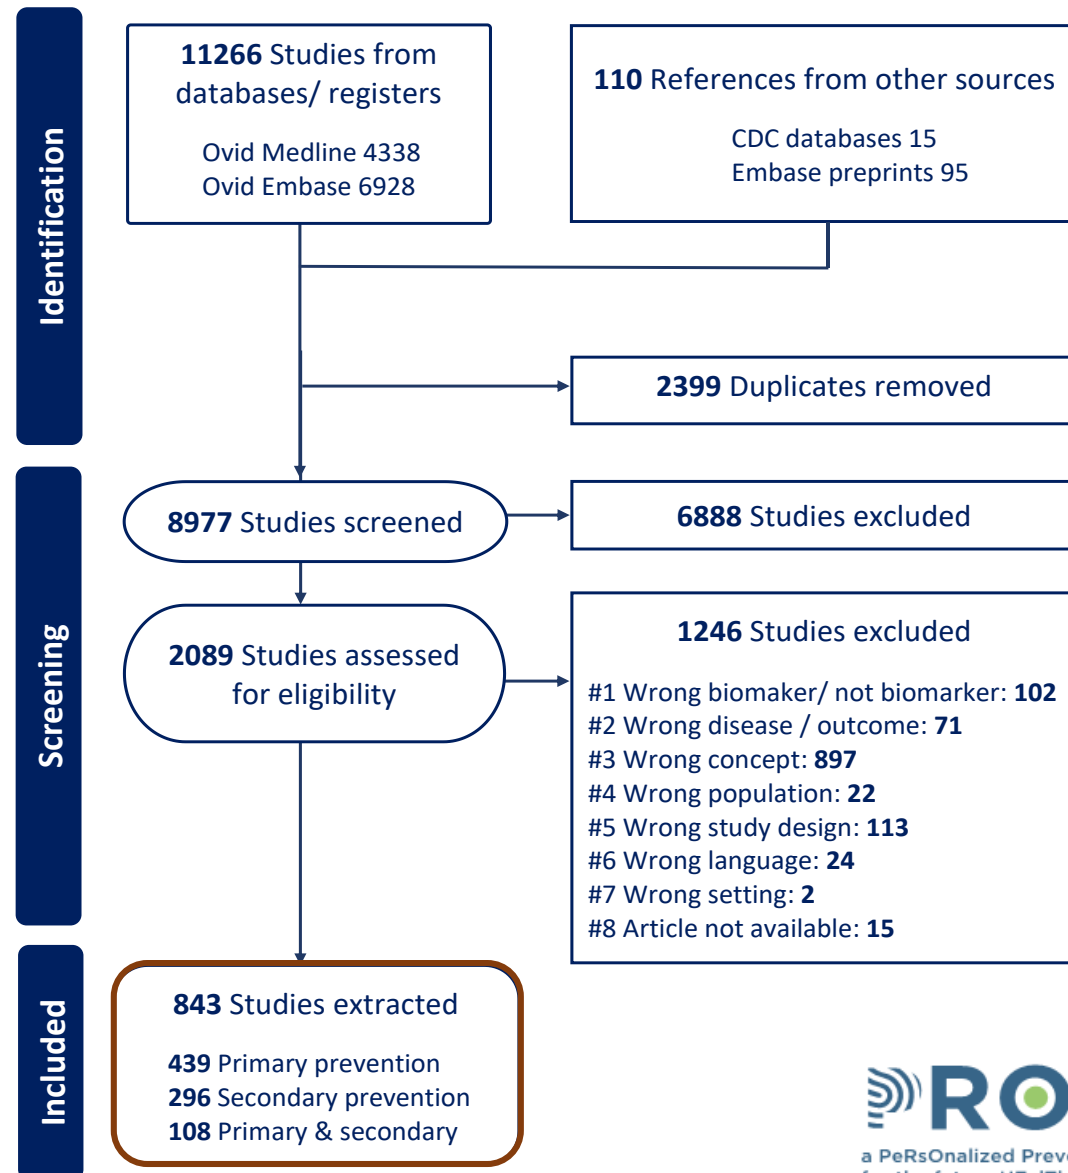 Identification
11266 Studies from
databases/ registers
Ovid Medline 4338
Ovid Embase 6928
110 References from other sources
CDC databases 15
Embase preprints 95
2399 Duplicates removed
Screening
8977 Studies screened
6888 Studies excluded
2089 Studies assessed
for eligibility
1246 Studies excluded
#1 Wrong biomaker/ not biomarker: 102
#2 Wrong disease / outcome: 71
#3 Wrong concept: 897
#4 Wrong population: 22
#5 Wrong study design: 113
#6 Wrong language: 24
#7 Wrong setting: 2
#8 Article not available: 15
Included
843 Studies extracted
439 Primary prevention
296 Secondary prevention
108 Primary & secondary
PRO
a PeRsOnalized